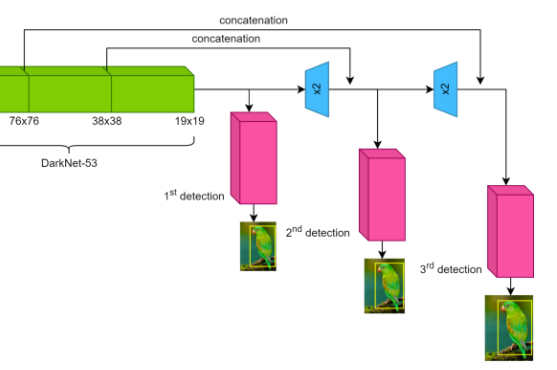 concatenation
concatenation
x2
x2
76x76
38x38
19x19
DarkNet-53
1st detection
2nd detection
3rd detection